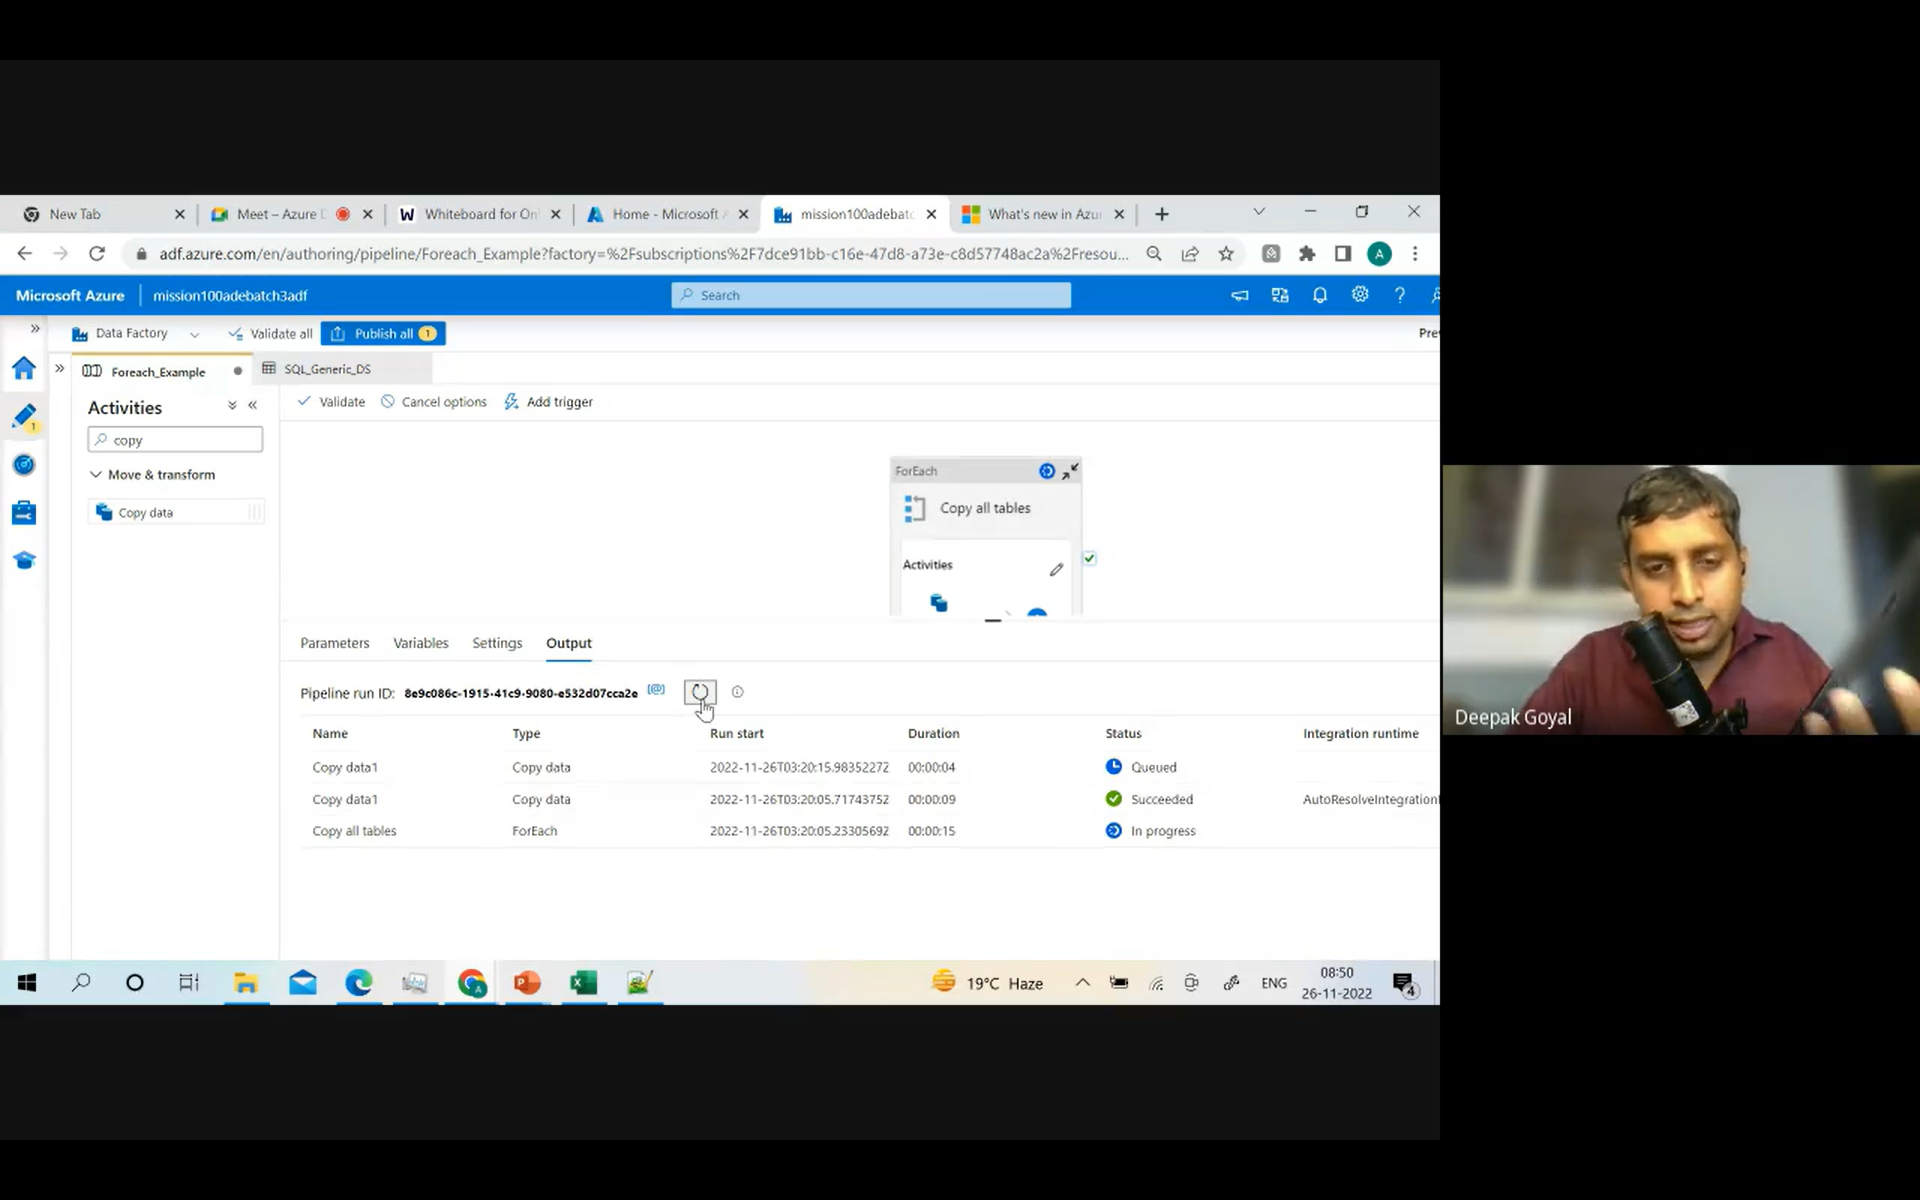 New Tab
Meet – Azure D
Whiteboard for On
Home - Microsoft A
mission100adebatc
What's new in Azu
adf.azure.com/en/authoring/pipeline/Foreach_Example?factory=%2Fsubscriptions%2F7dce91bb-c16e-47d8-a73e-c8d57748ac2a%2Fresou...
A
Microsoft Azure
mission100adebatch3adf
Search
Data Factory
Validate all
Publish all 1
Pre
Foreach_Example
SQL_Generic_DS
Activities
Validate
Cancel options
Add trigger
copy
1
Move & transform
Copy data
ForEach
Copy all tables
Activities
Parameters
Variables
Settings
Output
Pipeline run ID: 8e9c086c-1915-41c9-9080-e532d07cca2e
Name Type Run start Duration Status Integration runtime
Copy data1 Copy data 2022-11-26T03:20:15.9835227Z 00:00:04 Queued
Copy data1 Copy data 2022-11-26T03:20:05.7174375Z 00:00:09 Succeeded AutoResolveIntegration
Copy all tables ForEach 2022-11-26T03:20:05.2330569Z 00:00:15 In progress
Deepak Goyal
19°C Haze
ENG
08:50
26-11-2022
4